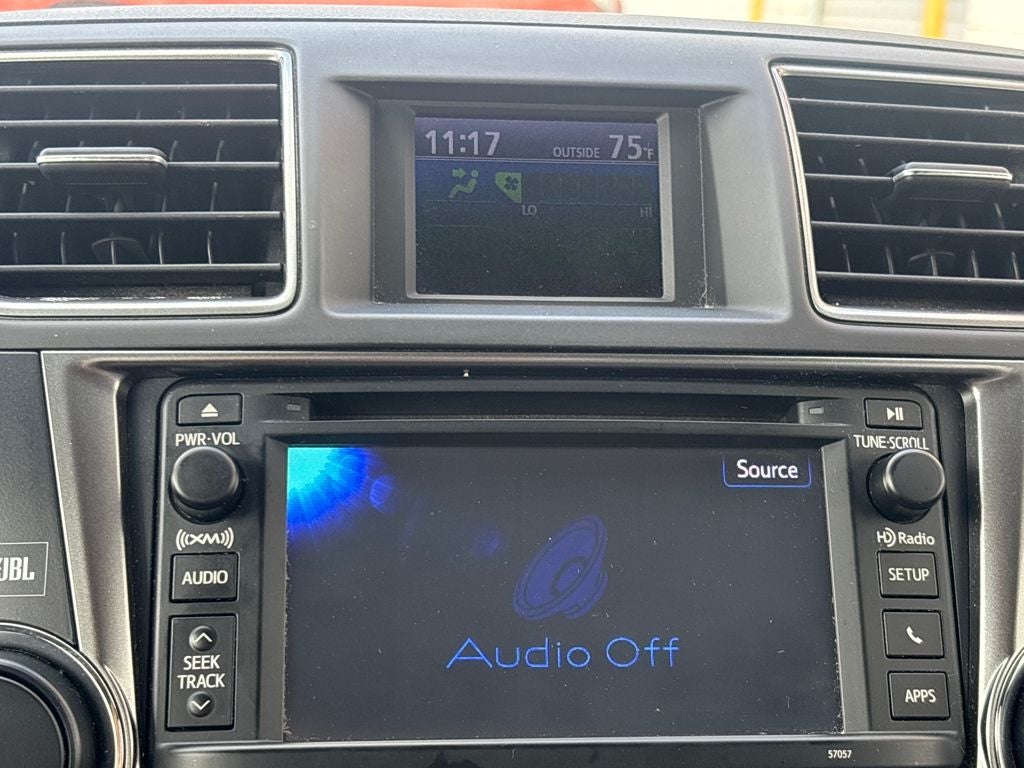 11:17 OUTSIDE 75°F
LO HI
PWR·VOL
TUNE·SCROLL
Source
((XM))
HD Radio
JBL
AUDIO
SETUP
SEEK
TRACK
Audio Off
APPS
57057